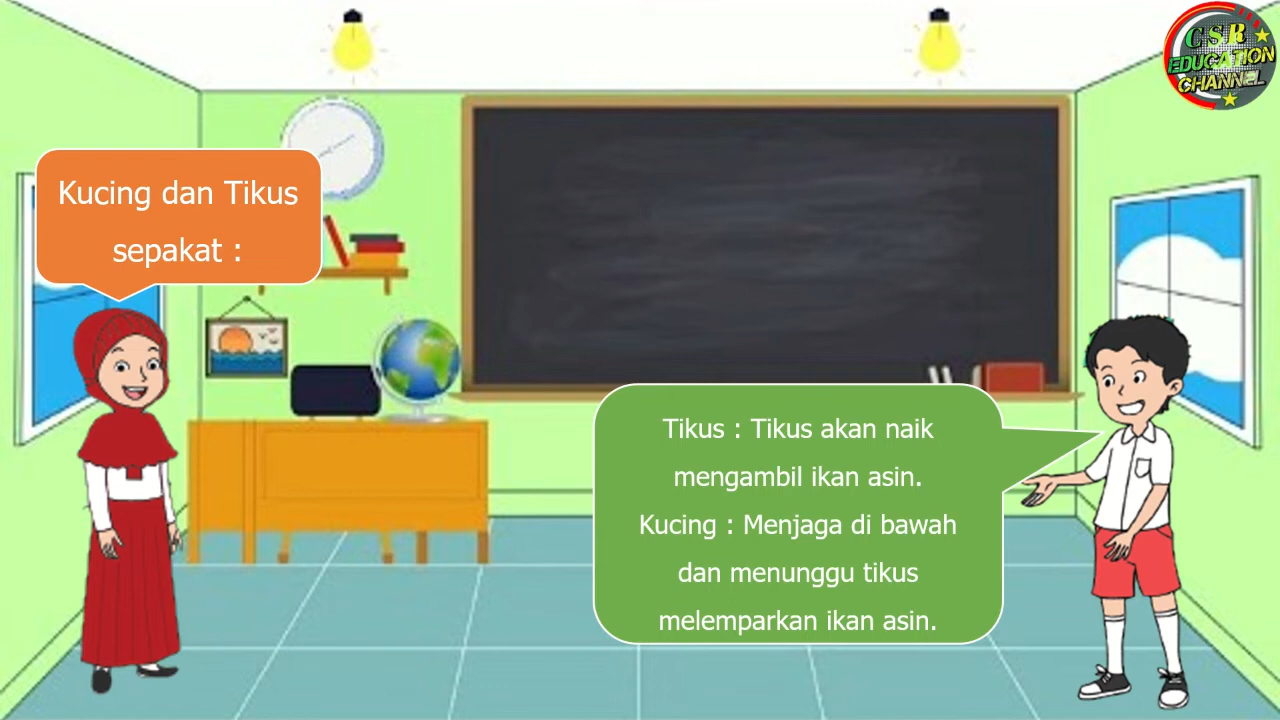 C S R
EDUCATION
CHANNEL
Kucing dan Tikus
sepakat :
Tikus : Tikus akan naik
mengambil ikan asin.
Kucing : Menjaga di bawah
dan menunggu tikus
melemparkan ikan asin.